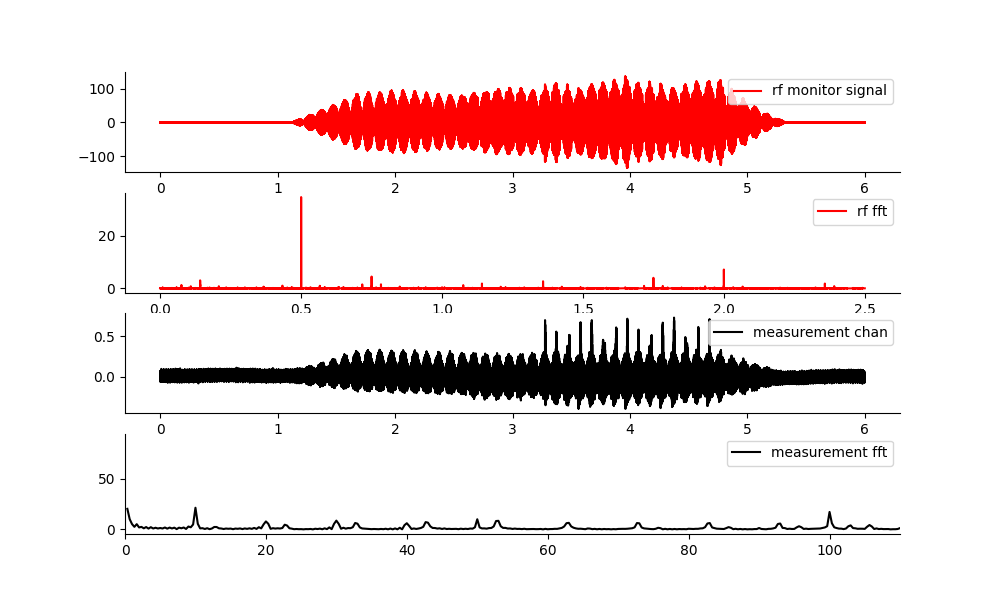 100
0
−100
rf monitor signal
0 1 2 3 4 5 6
20
0
rf fft
0.0 0.5 1.0 1.5 2.0 2.5
0.5
0.0
measurement chan
0 1 2 3 4 5 6
50
0
measurement fft
0 20 40 60 80 100